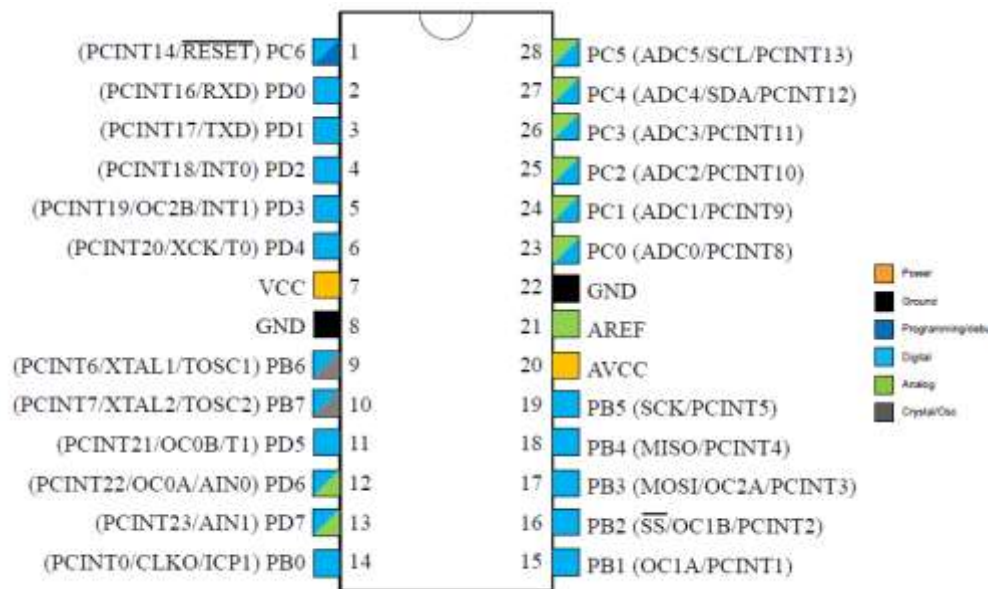 (PCINT14/RESET) PC6 1
(PCINT16/RXD) PD0 2
(PCINT17/TXD) PD1 3
(PCINT18/INT0) PD2 4
(PCINT19/OC2B/INT1) PD3 5
(PCINT20/XCK/T0) PD4 6
VCC 7
GND 8
(PCINT6/XTAL1/TOSC1) PB6 9
(PCINT7/XTAL2/TOSC2) PB7 10
(PCINT21/OC0B/T1) PD5 11
(PCINT22/OC0A/AIN0) PD6 12
(PCINT23/AIN1) PD7 13
(PCINT0/CLKO/ICP1) PB0 14
28 PC5 (ADC5/SCL/PCINT13)
27 PC4 (ADC4/SDA/PCINT12)
26 PC3 (ADC3/PCINT11)
25 PC2 (ADC2/PCINT10)
24 PC1 (ADC1/PCINT9)
23 PC0 (ADC0/PCINT8)
22 GND
21 AREF
20 AVCC
19 PB5 (SCK/PCINT5)
18 PB4 (MISO/PCINT4)
17 PB3 (MOSI/OC2A/PCINT3)
16 PB2 (SS/OC1B/PCINT2)
15 PB1 (OC1A/PCINT1)
Power
Ground
Programming/debu
Digital
Analog
Crystal/Osc